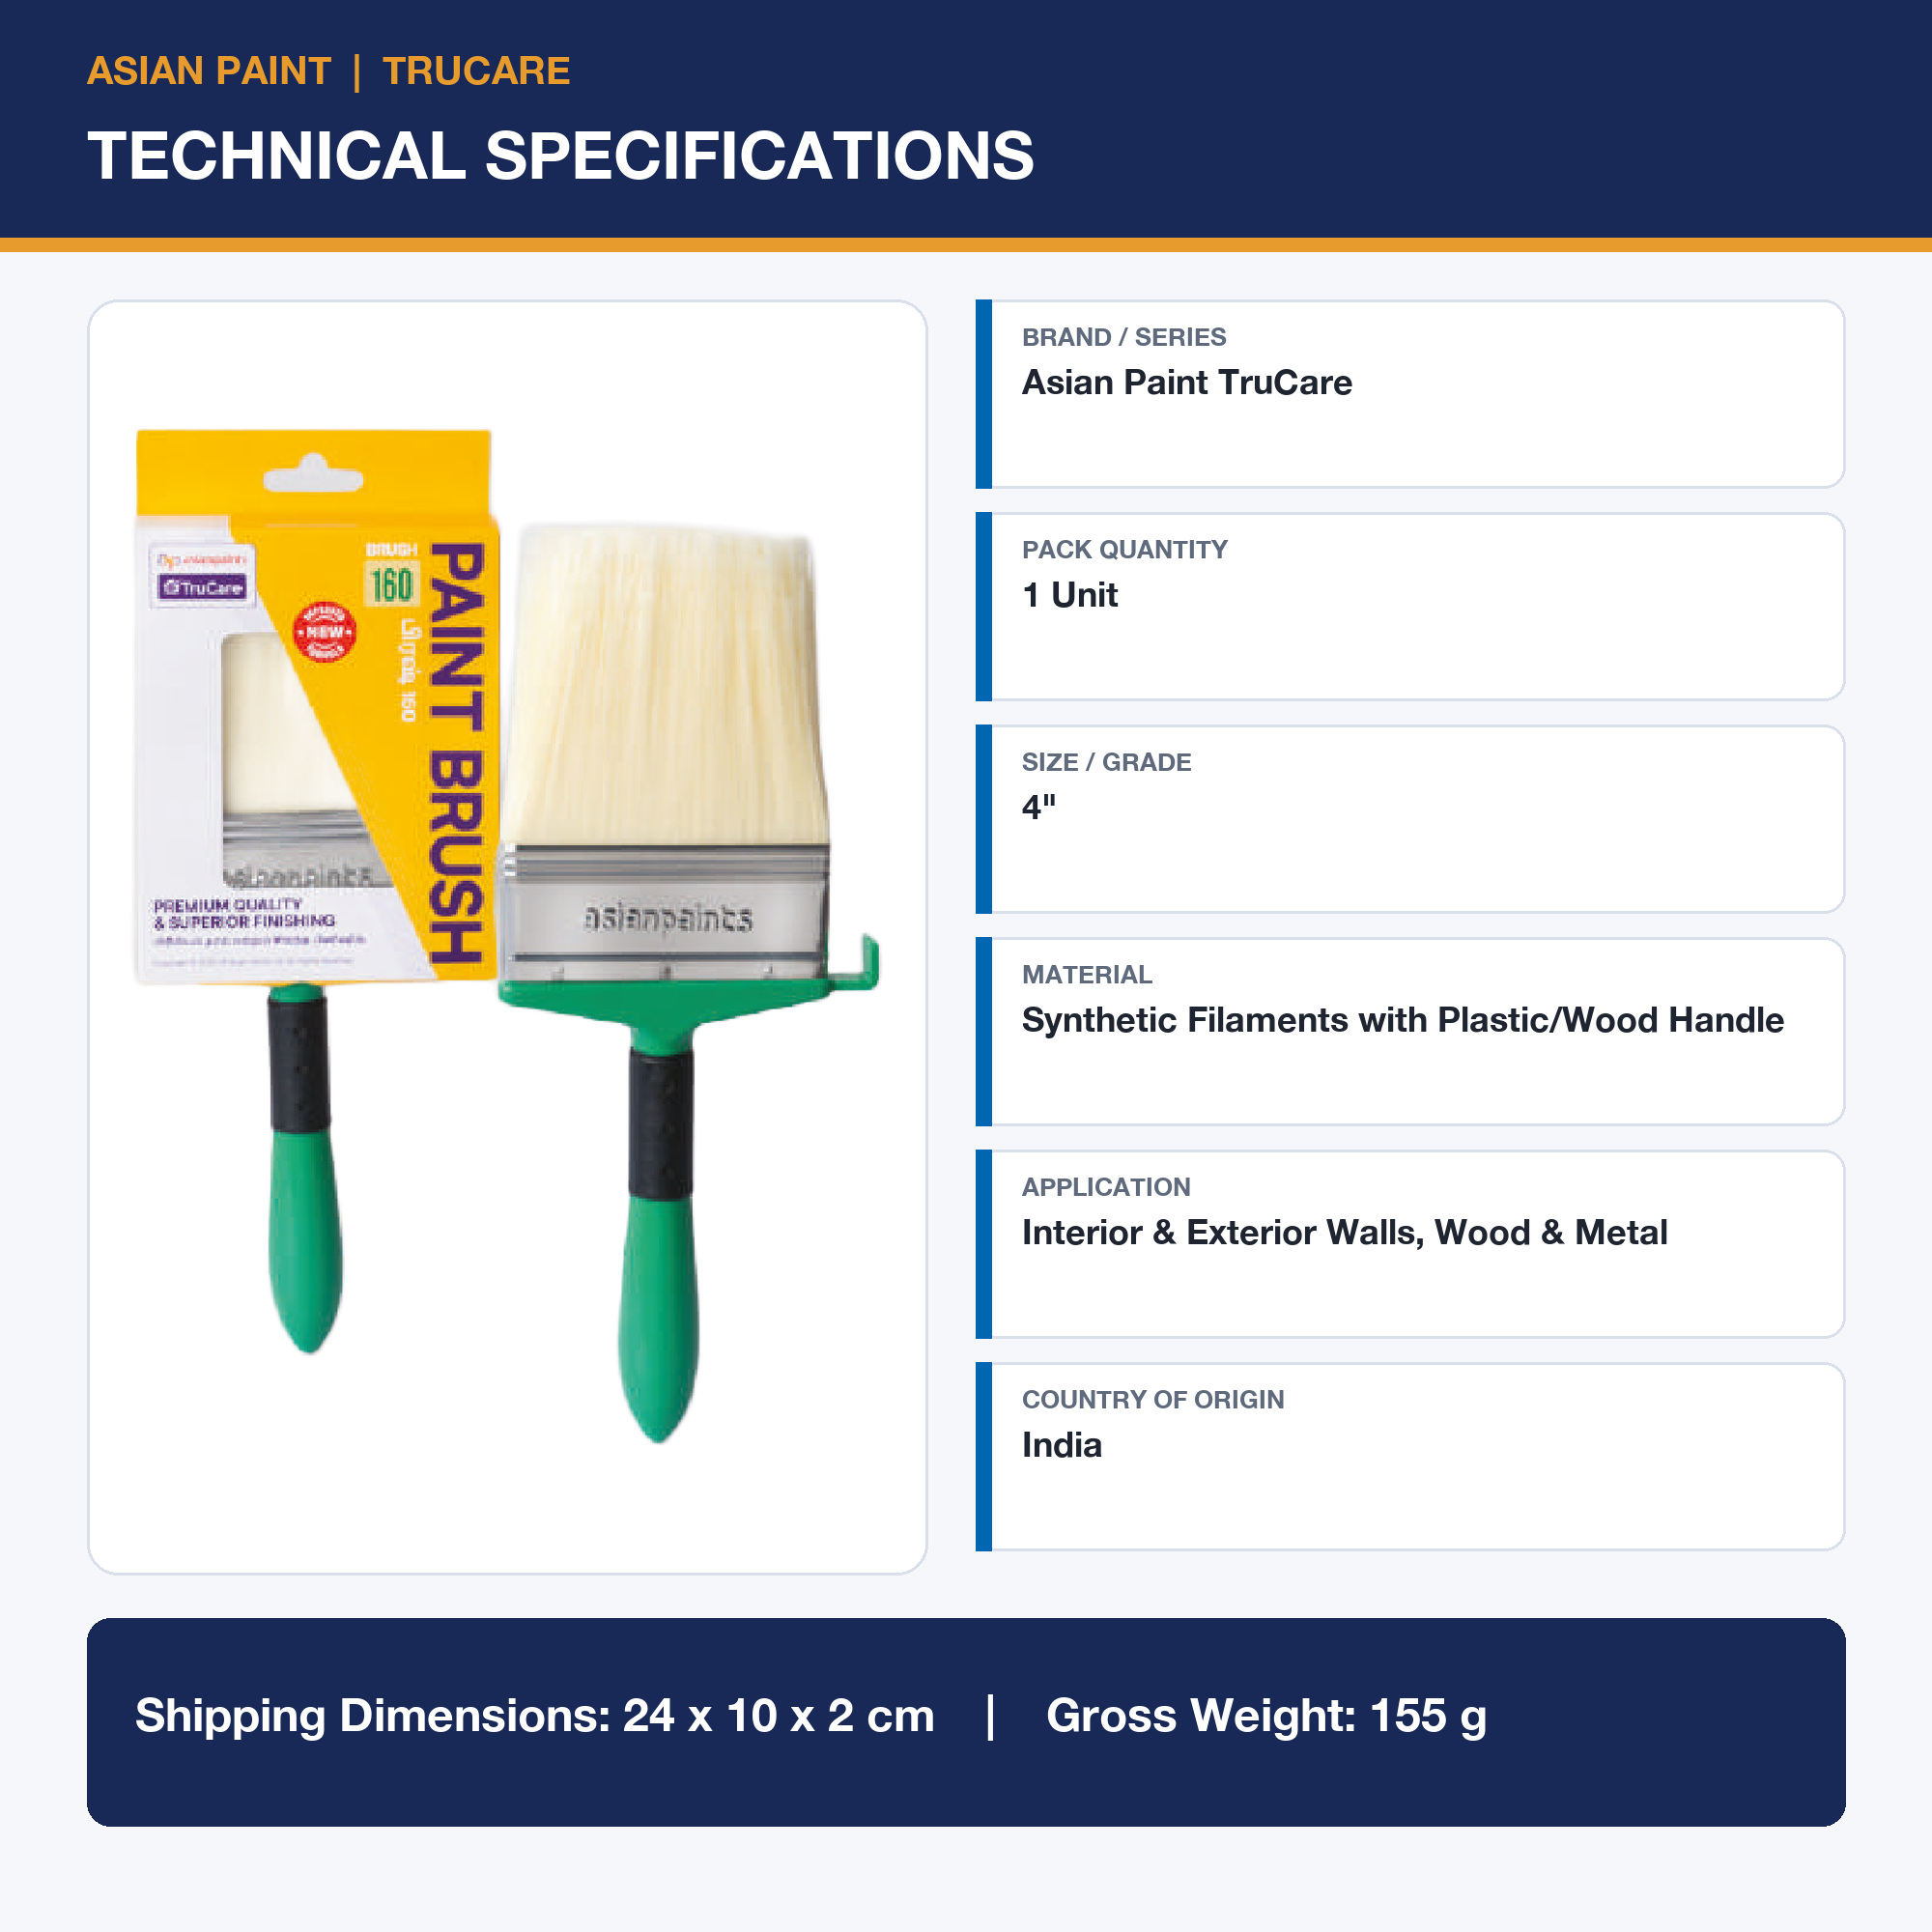 ASIAN PAINT | TRUCARE
TECHNICAL SPECIFICATIONS
asianpaints
TruCare
BRUSH
160
NEW
PAINT BRUSH
PREMIUM QUALITY
& SUPERIOR FINISHING
asianpaints
BRAND / SERIES
Asian Paint TruCare
PACK QUANTITY
1 Unit
SIZE / GRADE
4"
MATERIAL
Synthetic Filaments with Plastic/Wood Handle
APPLICATION
Interior & Exterior Walls, Wood & Metal
COUNTRY OF ORIGIN
India
Shipping Dimensions: 24 x 10 x 2 cm | Gross Weight: 155 g